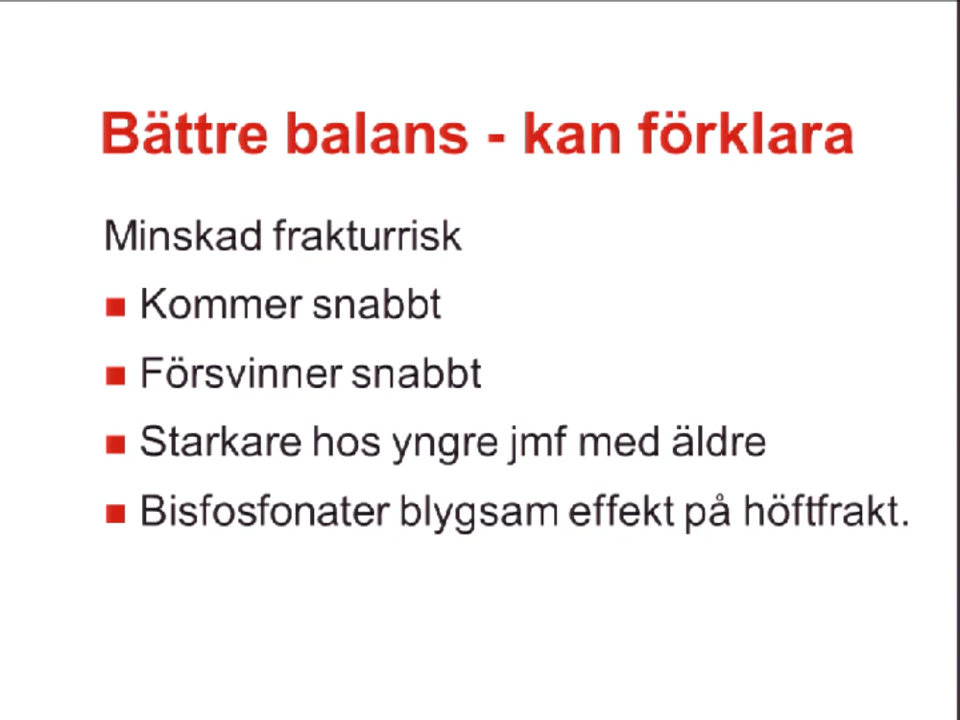 Bättre balans - kan förklara
Minskad frakturrisk
Kommer snabbt
Försvinner snabbt
Starkare hos yngre jmf med äldre
Bisfosfonater blygsam effekt på höftfrakt.